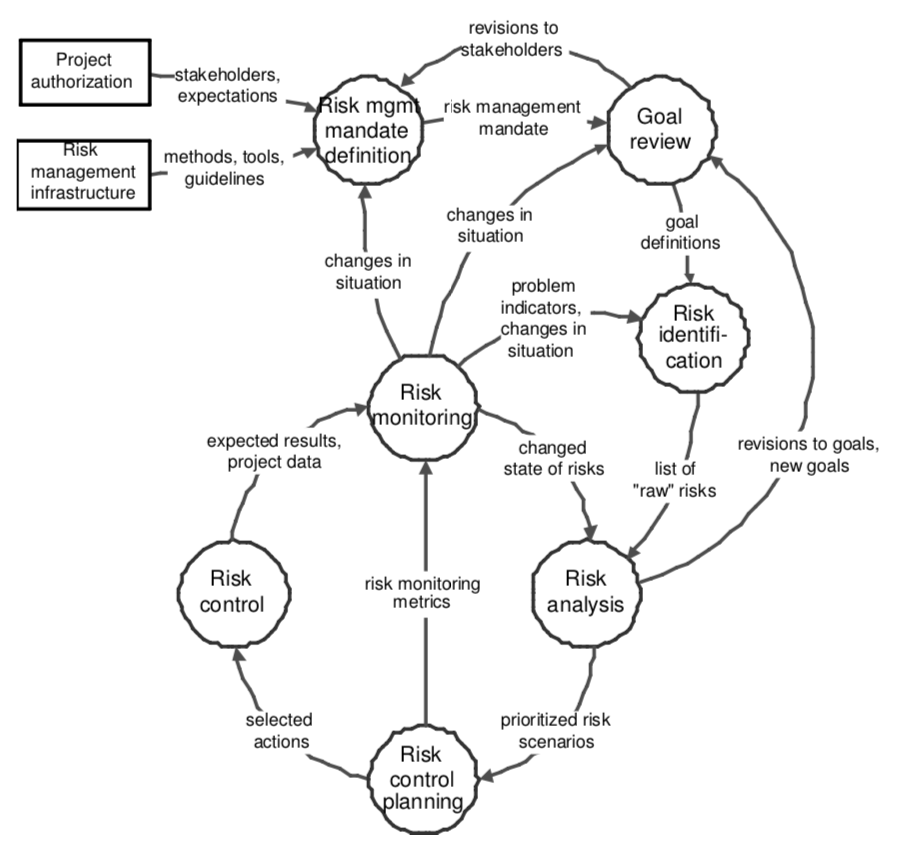 revisions to
stakeholders
Project
authorization
stakeholders,
expectations
Risk mgmt
mandate
definition
risk management
mandate
Goal
review
Risk
management
infrastructure
methods, tools,
guidelines
changes in
situation
changes in
situation
goal
definitions
problem
indicators,
changes in
situation
Risk
identifi-
cation
Risk
monitoring
expected results,
project data
changed
state of risks
list of
"raw" risks
revisions to goals,
new goals
Risk
control
risk monitoring
metrics
Risk
analysis
selected
actions
prioritized risk
scenarios
Risk
control
planning